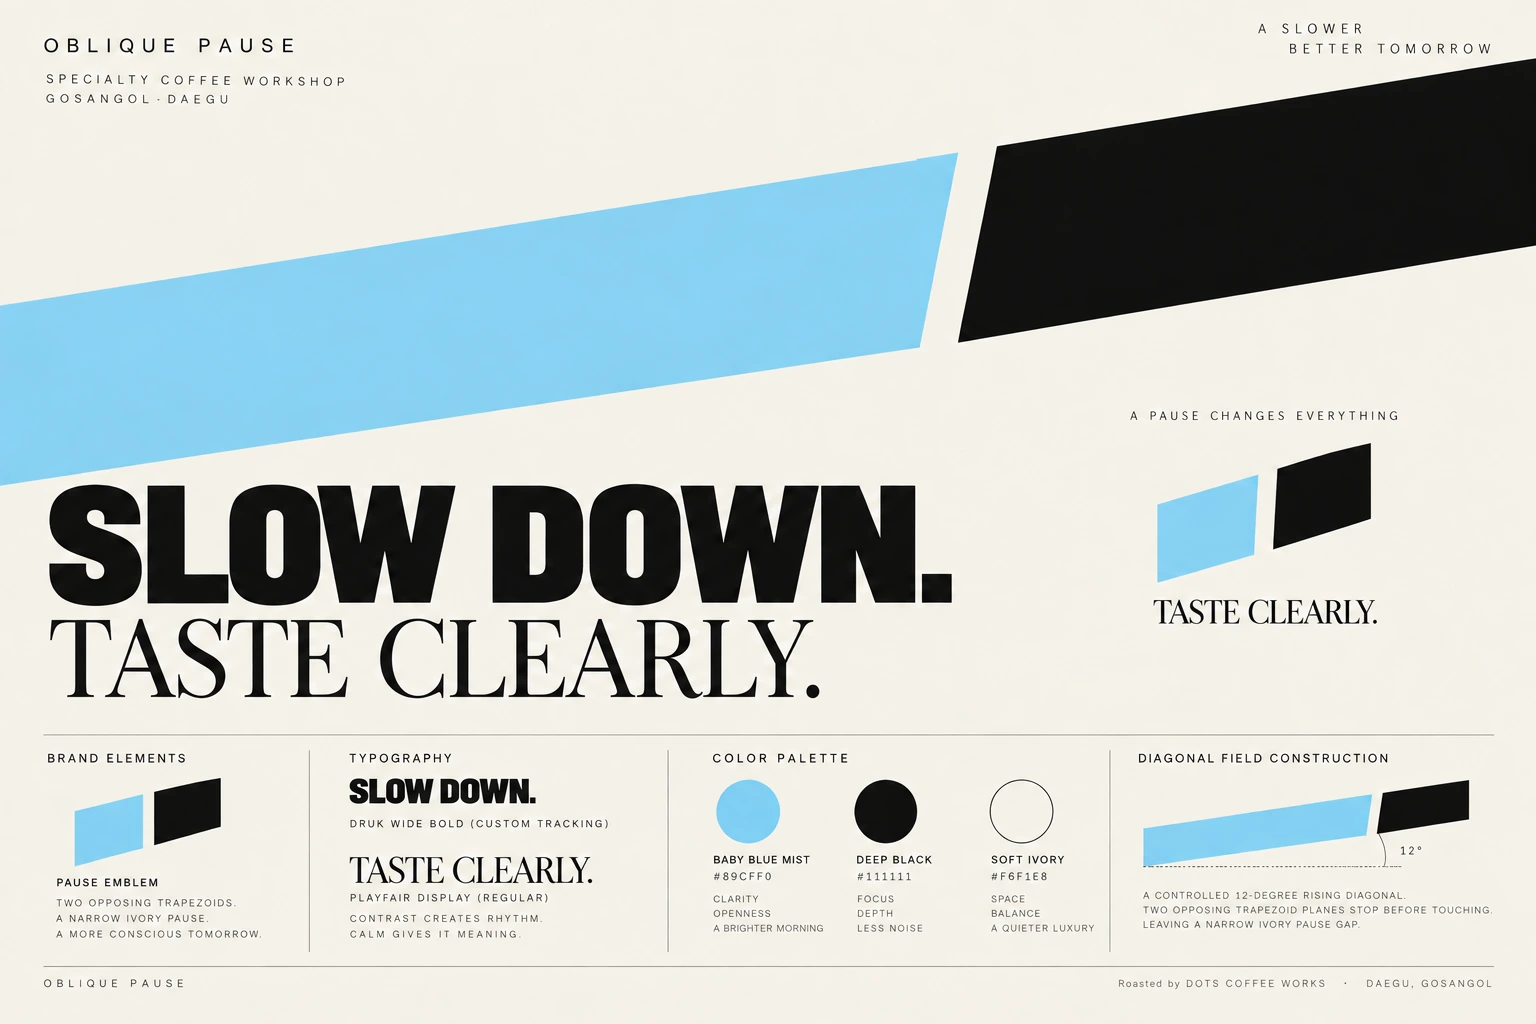 OBLIQUE PAUSE
SPECIALTY COFFEE WORKSHOP
GOSANGOL - DAEGU
A SLOWER
BETTER TOMORROW
A PAUSE CHANGES EVERYTHING
TASTE CLEARLY.
SLOW DOWN.
TASTE CLEARLY.
BRAND ELEMENTS
PAUSE EMBLEM
TWO OPPOSING TRAPEZOIDS.
A NARROW IVORY PAUSE.
A MORE CONSCIOUS TOMORROW.
TYPOGRAPHY
SLOW DOWN.
DRUK WIDE BOLD (CUSTOM TRACKING)
TASTE CLEARLY.
PLAYFAIR DISPLAY (REGULAR)
CONTRAST CREATES RHYTHM.
CALM GIVES IT MEANING.
COLOR PALETTE
BABY BLUE MIST
#89CFF0
CLARITY
OPENNESS
A BRIGHTER MORNING
DEEP BLACK
#111111
FOCUS
DEPTH
LESS NOISE
SOFT IVORY
#F6F1E8
SPACE
BALANCE
A QUIETER LUXURY
DIAGONAL FIELD CONSTRUCTION
12°
A CONTROLLED 12-DEGREE RISING DIAGONAL.
TWO OPPOSING TRAPEZOID PLANES STOP BEFORE TOUCHING.
LEAVING A NARROW IVORY PAUSE GAP.
OBLIQUE PAUSE
Roasted by DOTS COFFEE WORKS · DAEGU, GOSANGOL